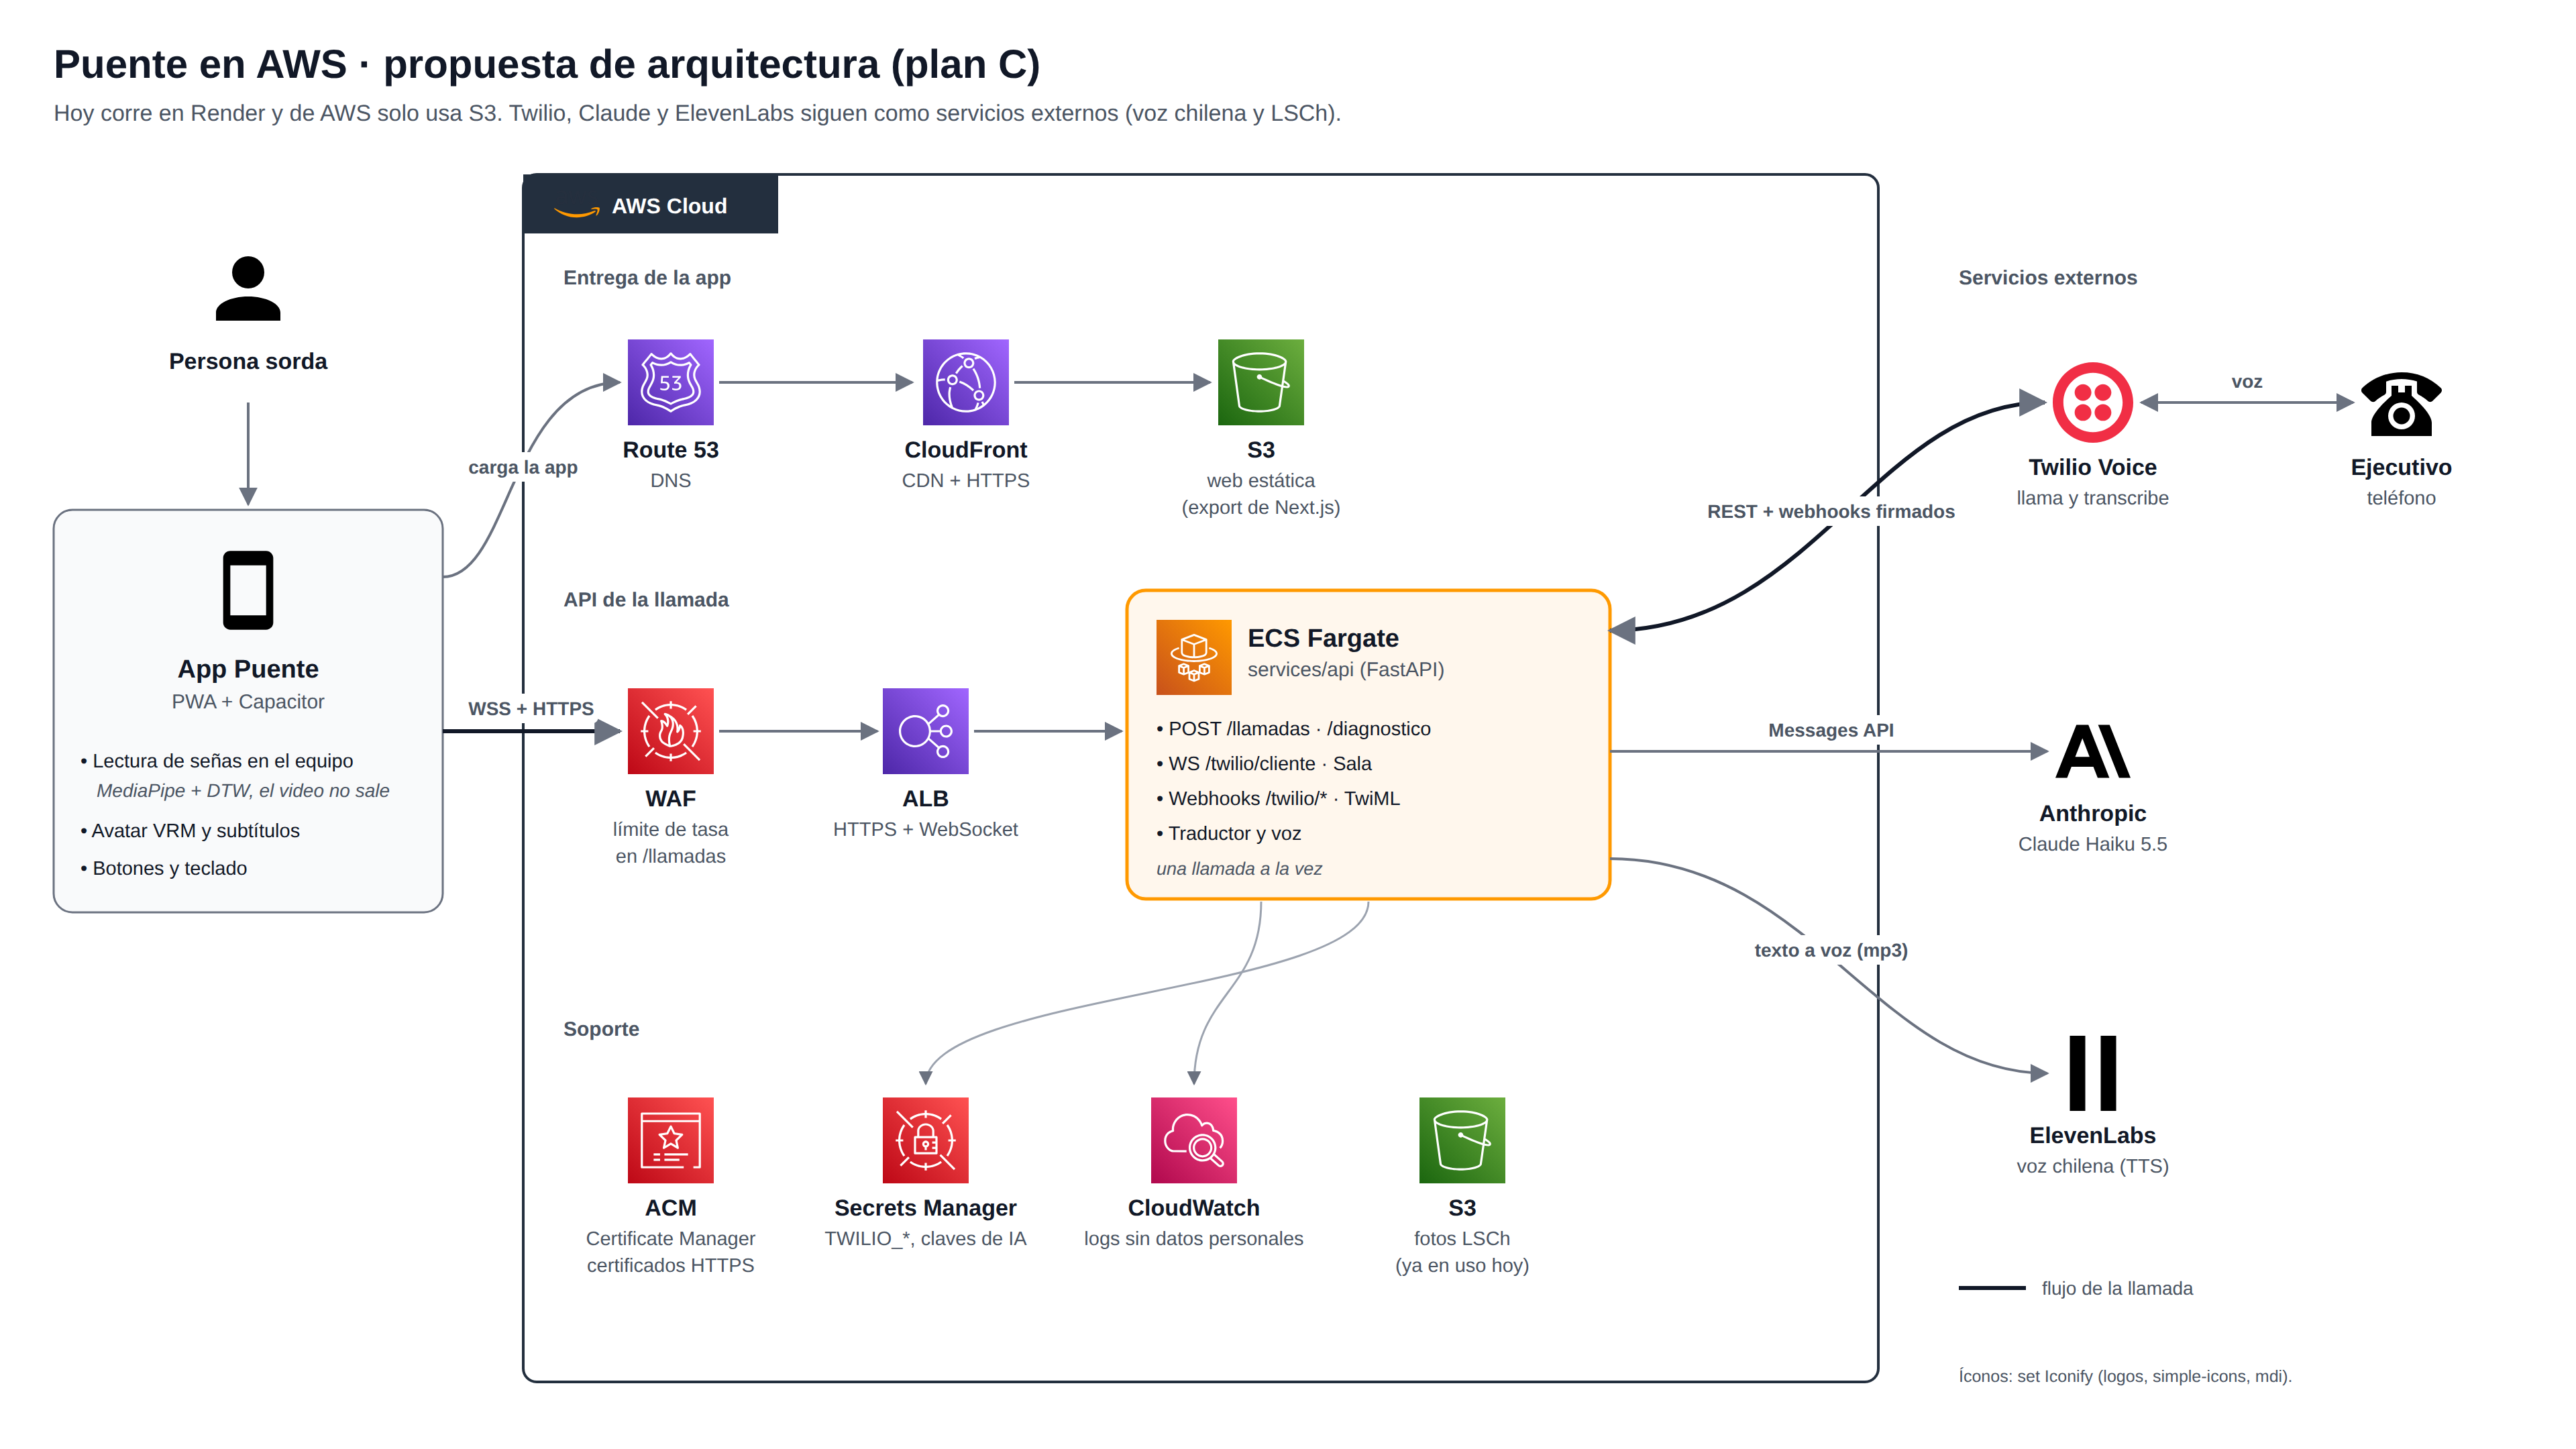 Puente en AWS · propuesta de arquitectura (plan C)
Hoy corre en Render y de AWS solo usa S3. Twilio, Claude y ElevenLabs siguen como servicios externos (voz chilena y LSCh).
AWS Cloud
Persona sorda
App Puente
PWA + Capacitor
• Lectura de señas en el equipo
MediaPipe + DTW, el video no sale
• Avatar VRM y subtítulos
• Botones y teclado
carga la app
WSS + HTTPS
Entrega de la app
53
Route 53
DNS
CloudFront
CDN + HTTPS
S3
web estática
(export de Next.js)
API de la llamada
WAF
límite de tasa
en /llamadas
ALB
HTTPS + WebSocket
ECS Fargate
services/api (FastAPI)
• POST /llamadas · /diagnostico
• WS /twilio/cliente · Sala
• Webhooks /twilio/* · TwiML
• Traductor y voz
una llamada a la vez
Soporte
ACM
Certificate Manager
certificados HTTPS
Secrets Manager
TWILIO_*, claves de IA
CloudWatch
logs sin datos personales
S3
fotos LSCh
(ya en uso hoy)
Servicios externos
REST + webhooks firmados
Twilio Voice
llama y transcribe
voz
Ejecutivo
teléfono
Messages API
Anthropic
Claude Haiku 5.5
texto a voz (mp3)
ElevenLabs
voz chilena (TTS)
flujo de la llamada
Íconos: set Iconify (logos, simple-icons, mdi).